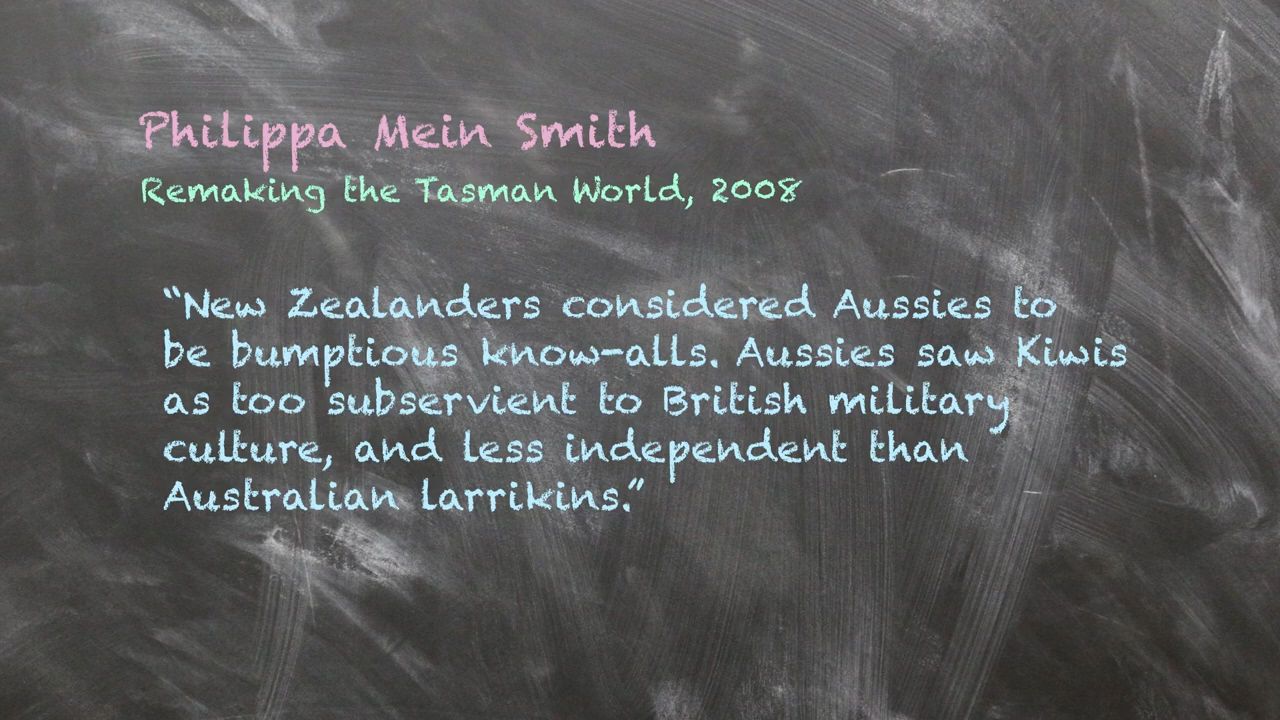 Philippa Mein Smith
Remaking the Tasman World, 2008
“New Zealanders considered Aussies to
be bumptious know-alls. Aussies saw Kiwis
as too subservient to British military
culture, and less independent than
Australian larrikins.”